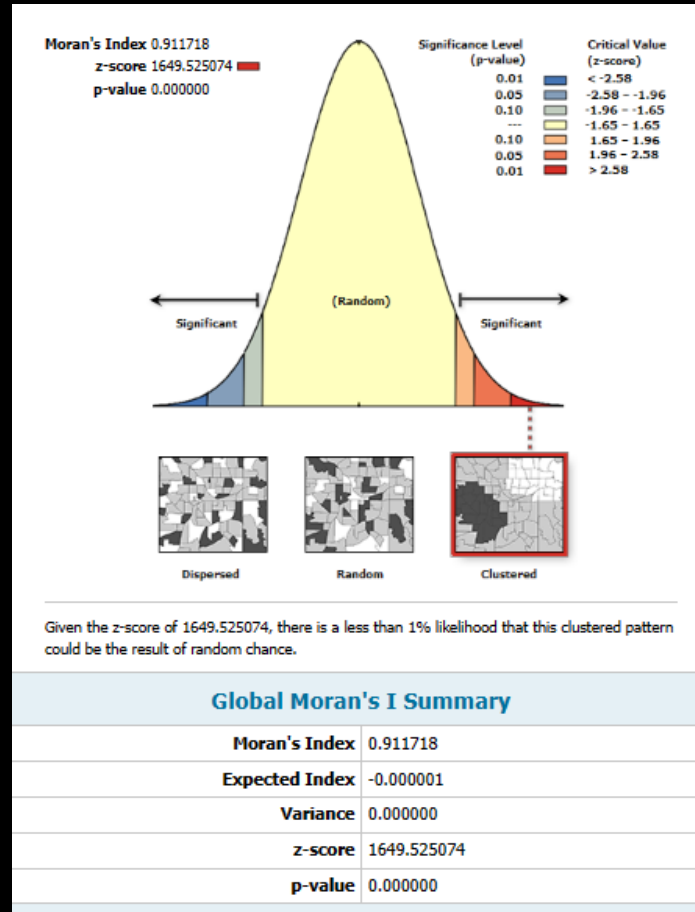 Moran's Index 0.911718
z-score 1649.525074
p-value 0.000000
Significance Level
(p-value)
Critical Value
(z-score)
0.01 < -2.58
0.05 -2.58 - -1.96
0.10 -1.96 - -1.65
--- -1.65 - 1.65
0.10 1.65 - 1.96
0.05 1.96 - 2.58
0.01 > 2.58
(Random)
Significant
Significant
Dispersed
Random
Clustered
Given the z-score of 1649.525074, there is a less than 1% likelihood that this clustered pattern
could be the result of random chance.
Global Moran's I Summary
Moran's Index 0.911718
Expected Index -0.000001
Variance 0.000000
z-score 1649.525074
p-value 0.000000